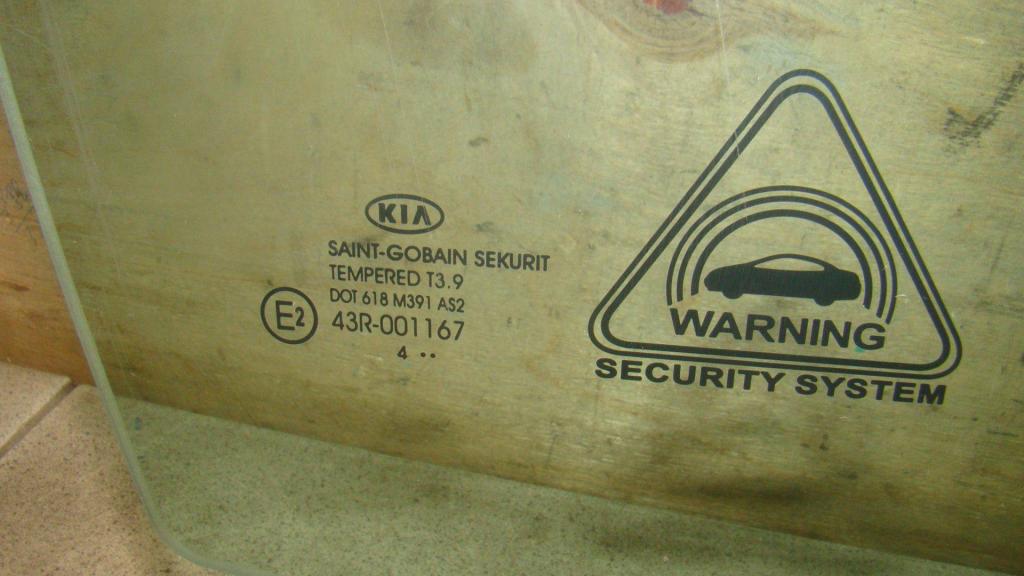 KIA
SAINT-GOBAIN SEKURIT
TEMPERED T3.9
DOT 618 M391 AS2
E2
43R-001167
4 ••
WARNING
SECURITY SYSTEM